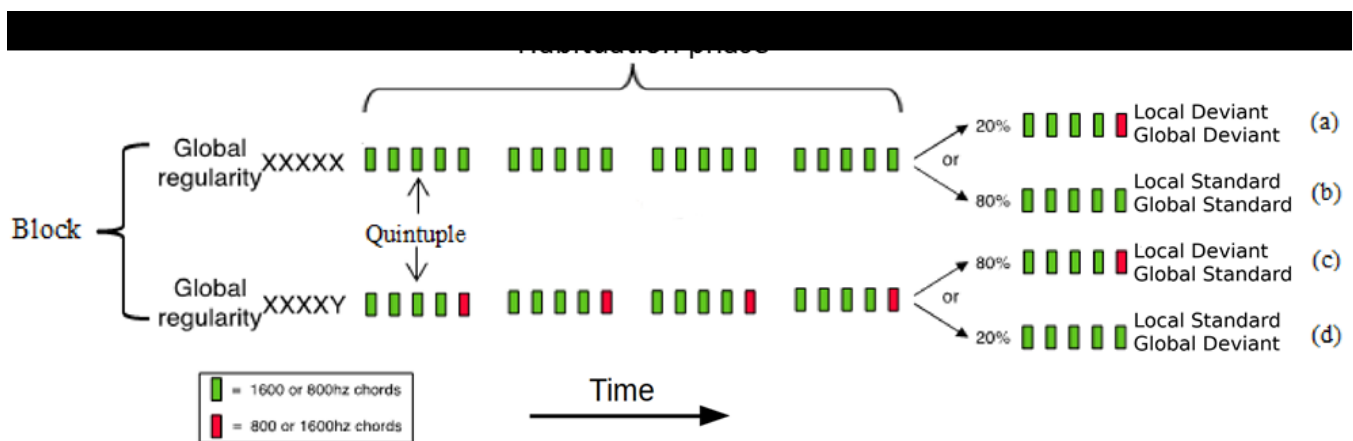 Global
regularity XXXXX
20%
Local Deviant
Global Deviant
(a)
or
80%
Local Standard
Global Standard
(b)
Block
Quintuple
Global
regularity XXXXY
80%
Local Deviant
Global Standard
(c)
or
20%
Local Standard
Global Deviant
(d)
= 1600 or 800hz chords
= 800 or 1600hz chords
Time